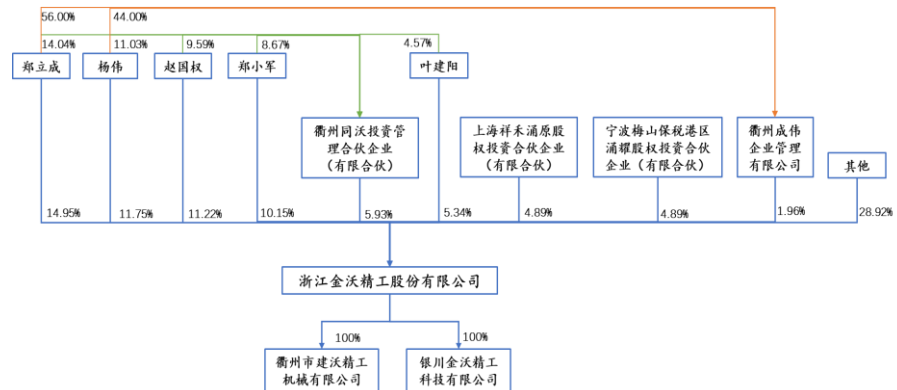 56.00%
44.00%
14.04%
11.03%
9.59%
8.67%
4.57%
郑立成
杨伟
赵国权
郑小军
叶建阳
衢州同沃投资管
理合伙企业
（有限合伙）
上海祥禾涌原股
权投资合伙企业
（有限合伙）
宁波梅山保税港区
涌耀股权投资合伙
企业（有限合伙）
衢州成伟
企业管理
有限公司
其他
14.95%
11.75%
11.22%
10.15%
5.93%
5.34%
4.89%
4.89%
1.96%
28.92%
浙江金沃精工股份有限公司
100%
100%
衢州市建沃精工
机械有限公司
银川金沃精工
科技有限公司